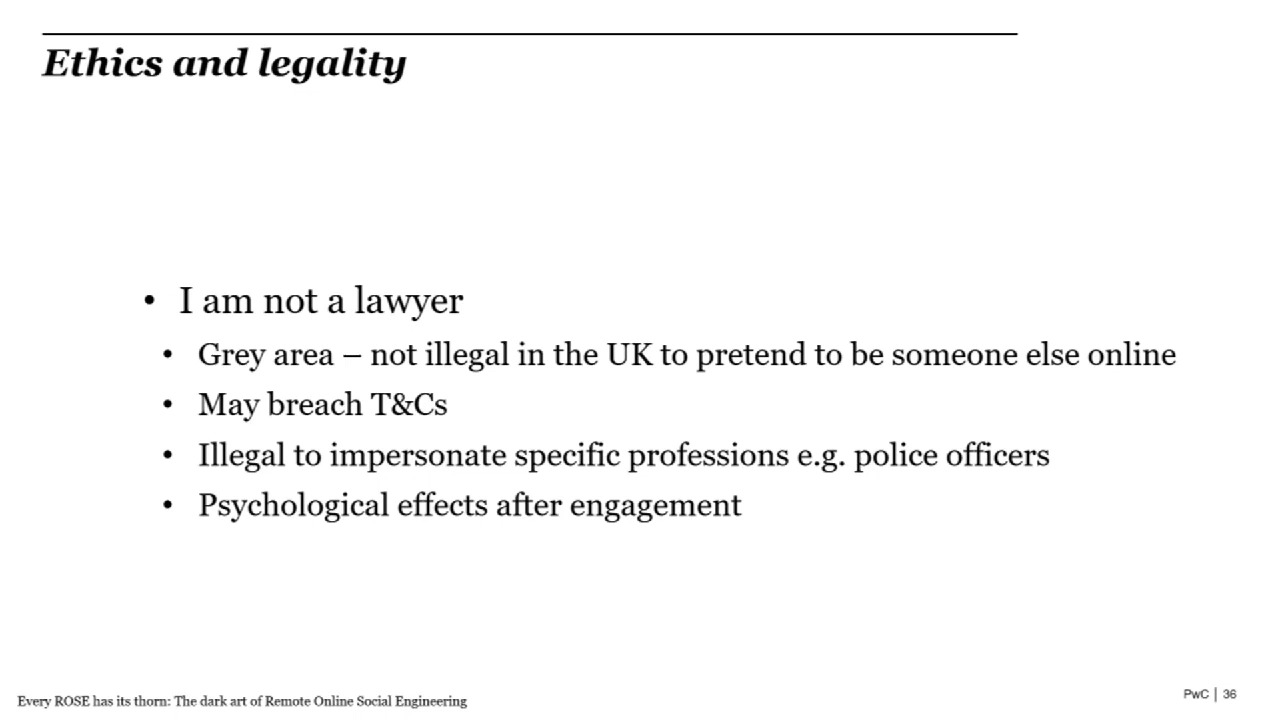 Ethics and legality
• I am not a lawyer
• Grey area – not illegal in the UK to pretend to be someone else online
• May breach T&Cs
• Illegal to impersonate specific professions e.g. police officers
• Psychological effects after engagement
Every ROSE has its thorn: The dark art of Remote Online Social Engineering
PwC | 36